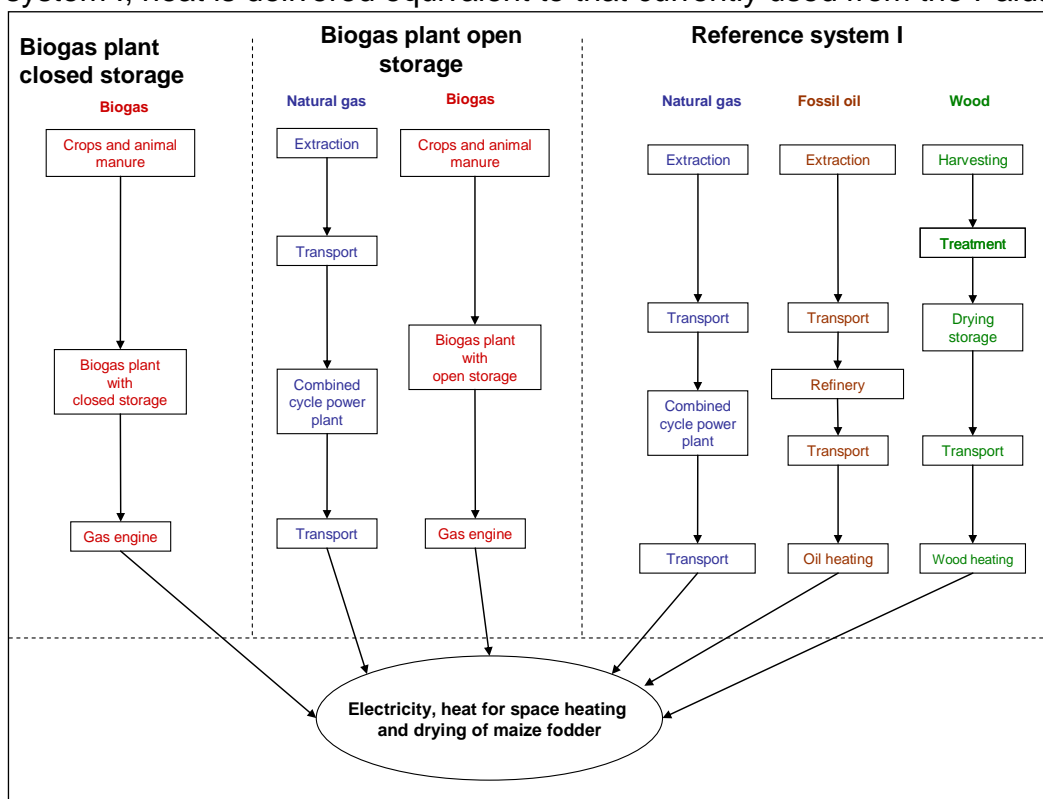 system I, heat is delivered equivalent to that currently used from the
Biogas plant
closed storage
Biogas
Crops and animal
manure
Biogas plant
with
closed storage
Gas engine
Biogas plant open
storage
Natural gas
Extraction
Transport
Combined
cycle power
plant
Transport
Biogas
Crops and animal
manure
Biogas plant
with
open storage
Gas engine
Reference system I
Natural gas
Extraction
Transport
Combined
cycle power
plant
Transport
Fossil oil
Extraction
Transport
Refinery
Transport
Oil heating
Wood
Harvesting
Treatment
Drying
storage
Transport
Wood heating
Electricity, heat for space heating
and drying of maize fodder